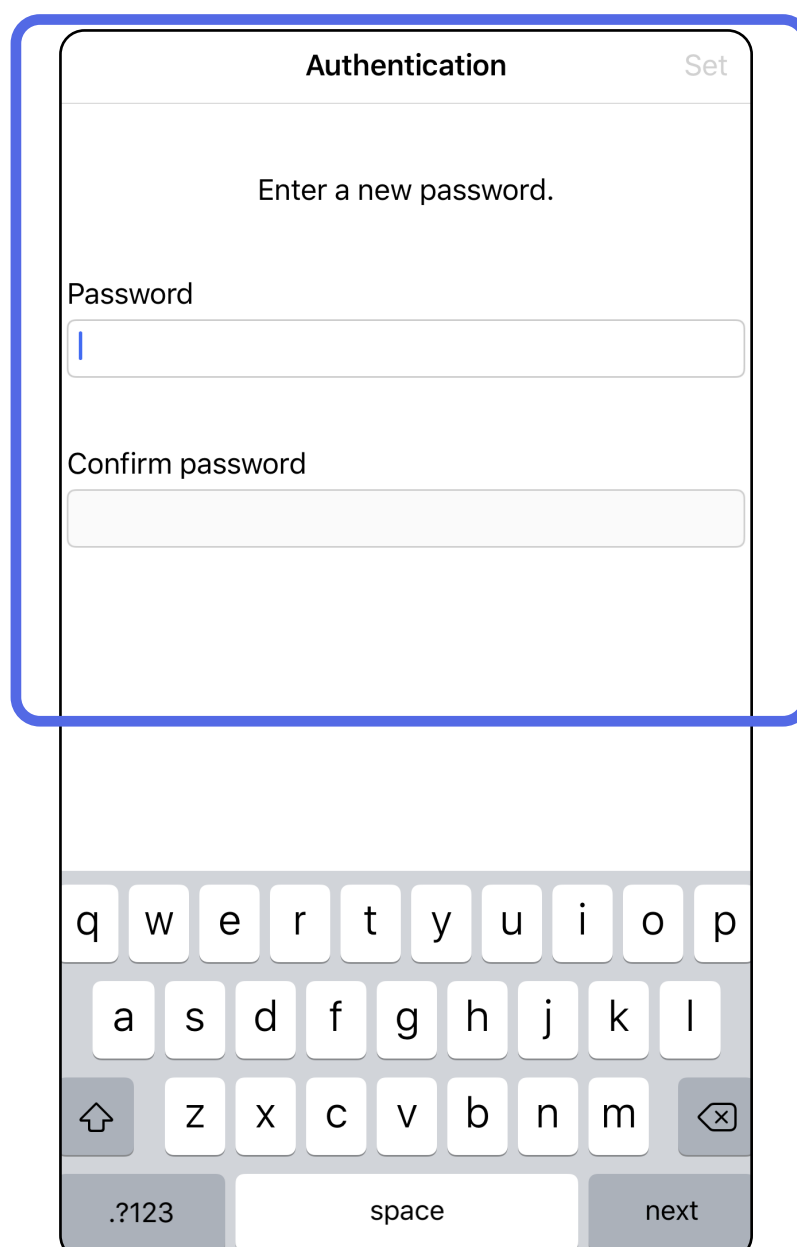 Authentication Set
Enter a new password.
Password
Confirm password
q w e r t y u i o p
a s d f g h j k l
z x c v b n m
.?123 space next